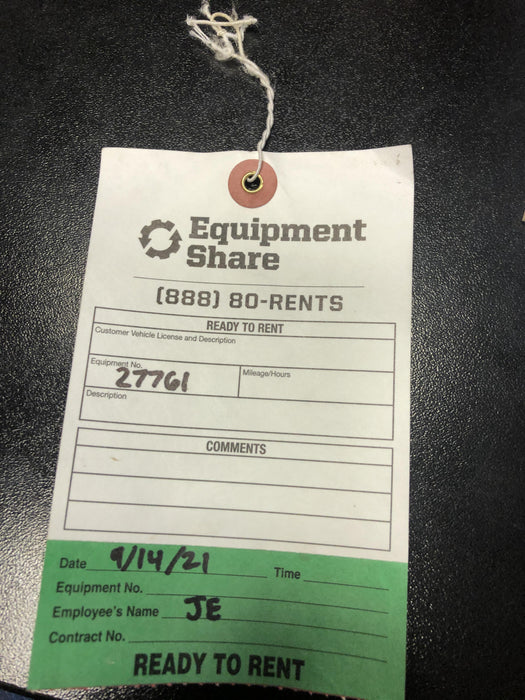 Equipment
Share
(888) 80-RENTS
READY TO RENT
Customer Vehicle License and Description
Equipment No. Mileage/Hours
27761
Description
COMMENTS
Date 9/14/21 Time
Equipment No.
Employee's Name JE
Contract No.
READY TO RENT